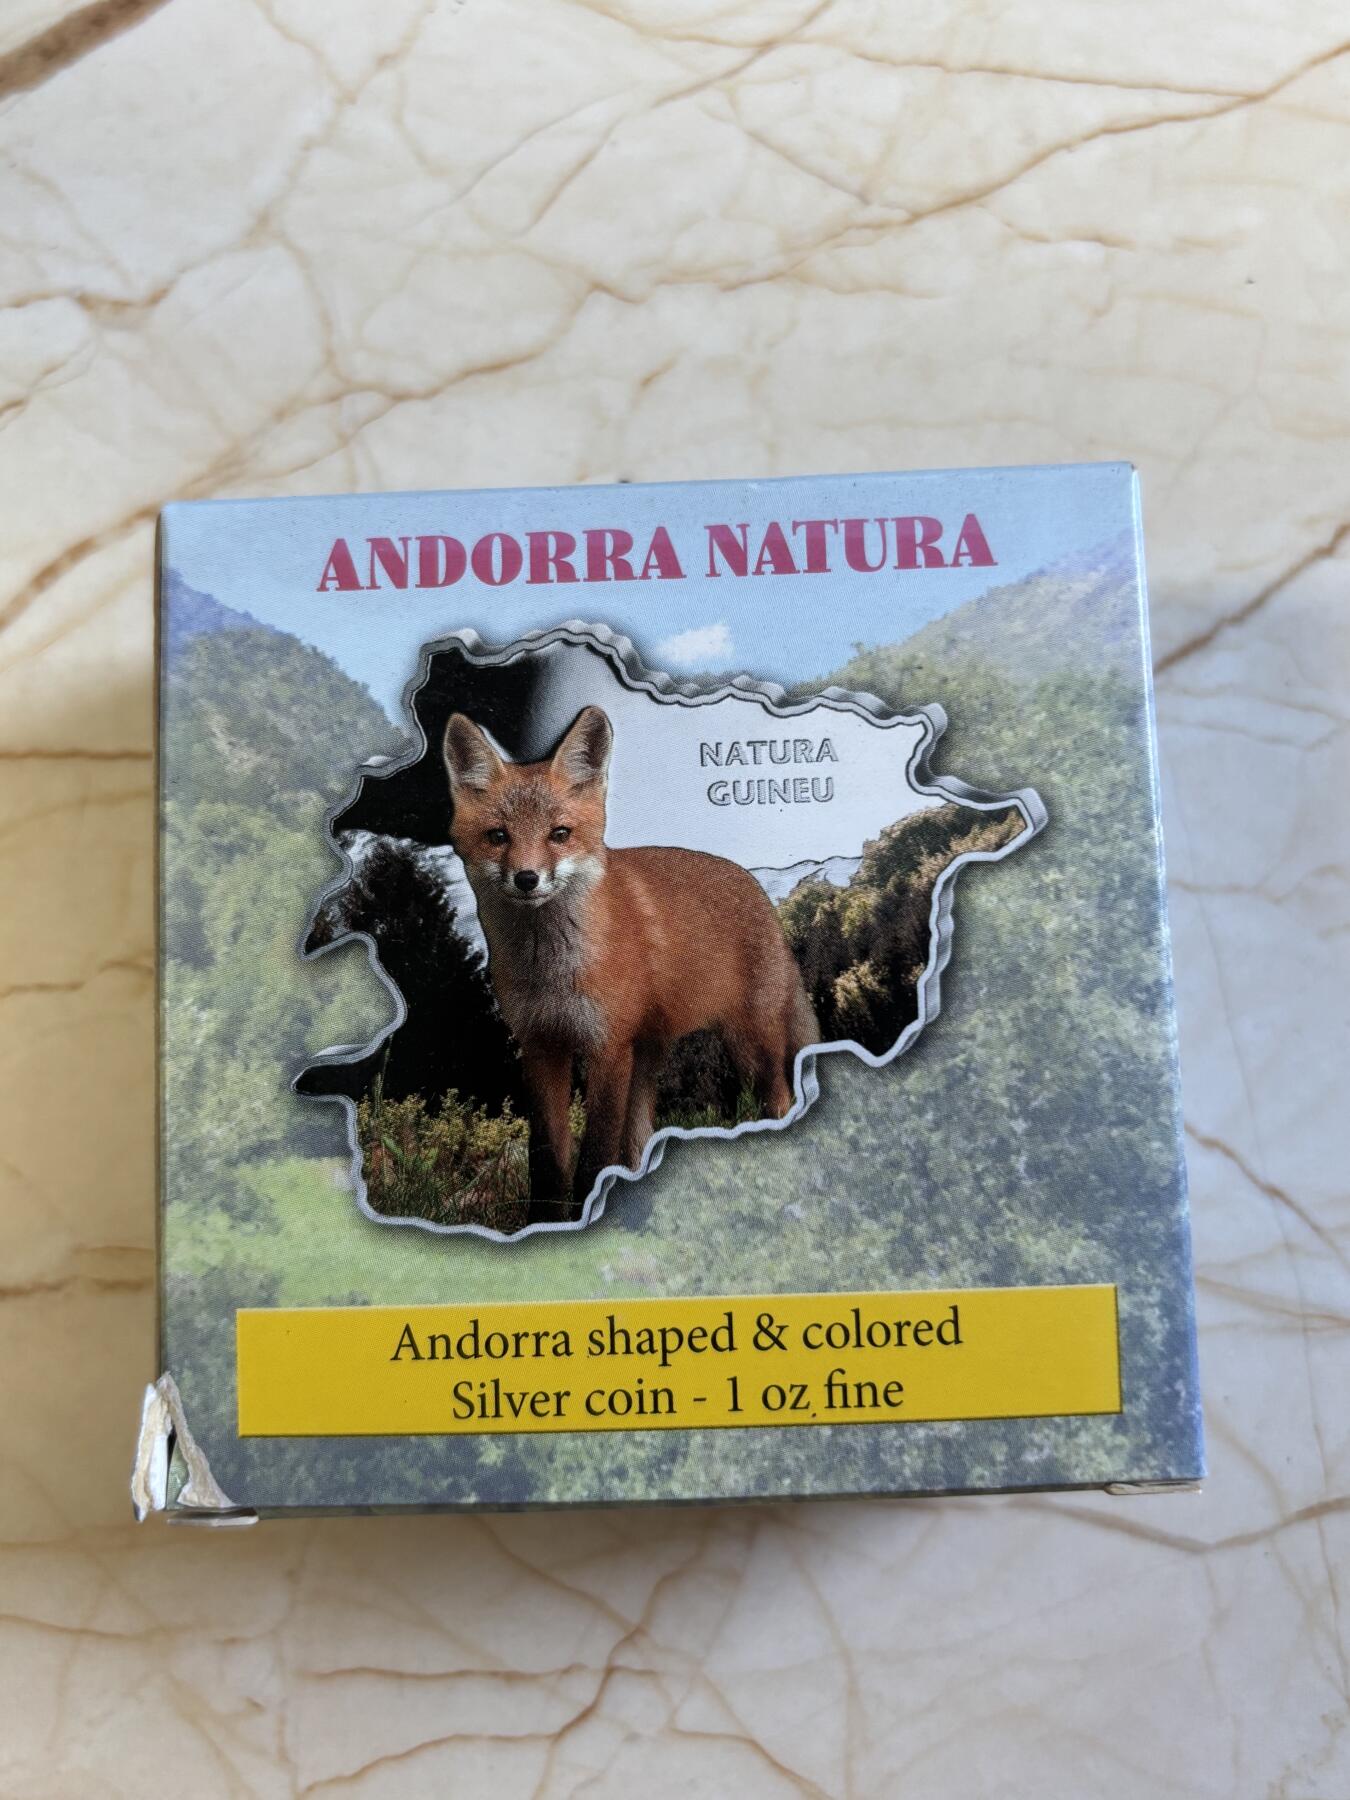 ANDORRA NATURA
NATURA
GUINEU
Andorra shaped & colored
Silver coin - 1 oz fine